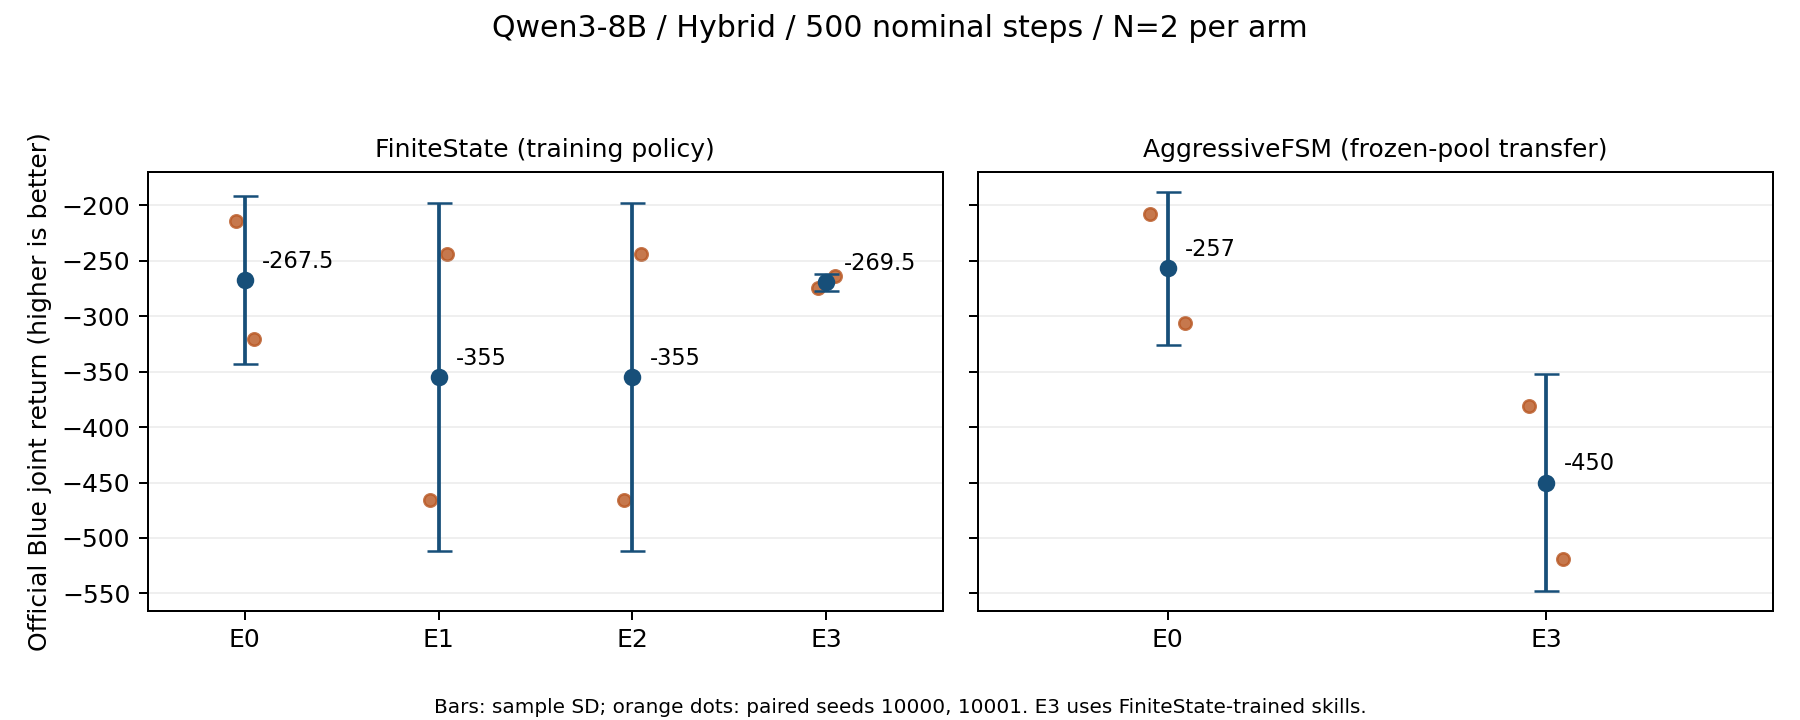 Qwen3-8B / Hybrid / 500 nominal steps / N=2 per arm
FiniteState (training policy)
AggressiveFSM (frozen-pool transfer)
Official Blue joint return (higher is better)
−200
−250
−300
−350
−400
−450
−500
−550
-267.5
-355
-355
-269.5
-257
-450
E0
E1
E2
E3
E0
E3
Bars: sample SD; orange dots: paired seeds 10000, 10001. E3 uses FiniteState-trained skills.